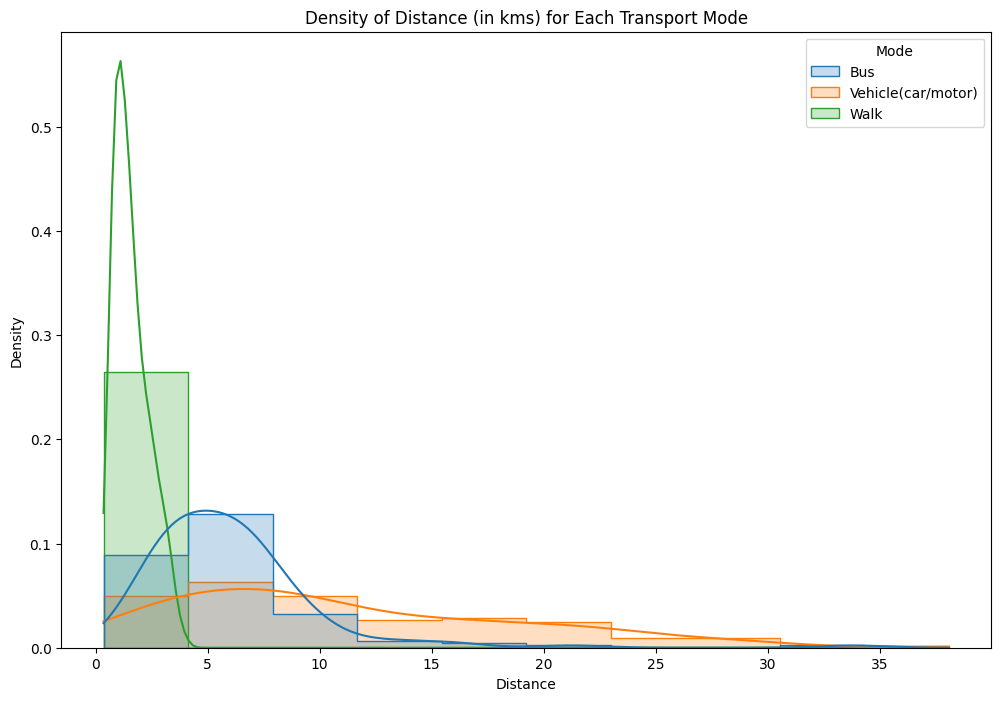 Density of Distance (in kms) for Each Transport Mode
Mode
Bus
Vehicle(car/motor)
Walk
Density
0.5
0.4
0.3
0.2
0.1
0.0
0 5 10 15 20 25 30 35
Distance